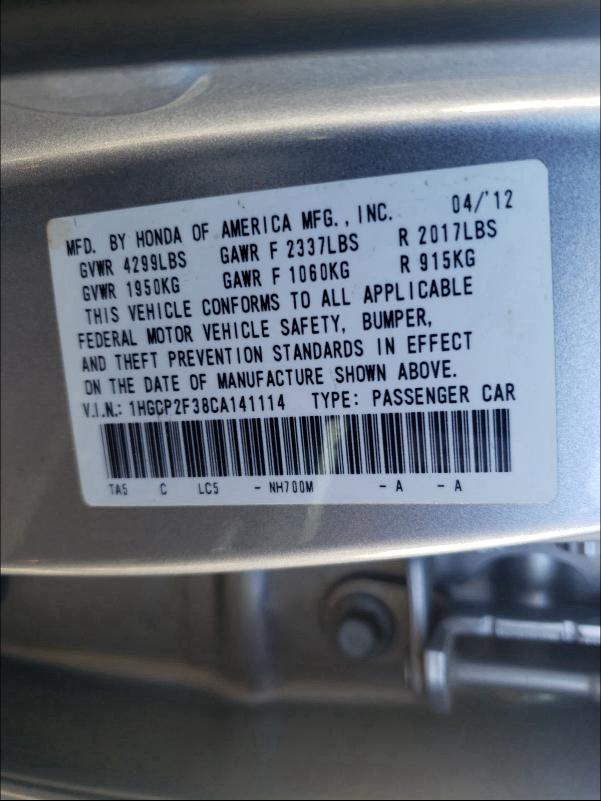 MFD. BY HONDA OF AMERICA MFG., INC. 04/'12
GVWR 4299LBS GAWR F 2337LBS R 2017LBS
GVWR 1950KG GAWR F 1060KG R 915KG
THIS VEHICLE CONFORMS TO ALL APPLICABLE
FEDERAL MOTOR VEHICLE SAFETY, BUMPER,
AND THEFT PREVENTION STANDARDS IN EFFECT
ON THE DATE OF MANUFACTURE SHOWN ABOVE.
V.I.N.: 1HGCP2F38CA141114 TYPE: PASSENGER CAR
TA5 C LC5 - NH700M - A - A